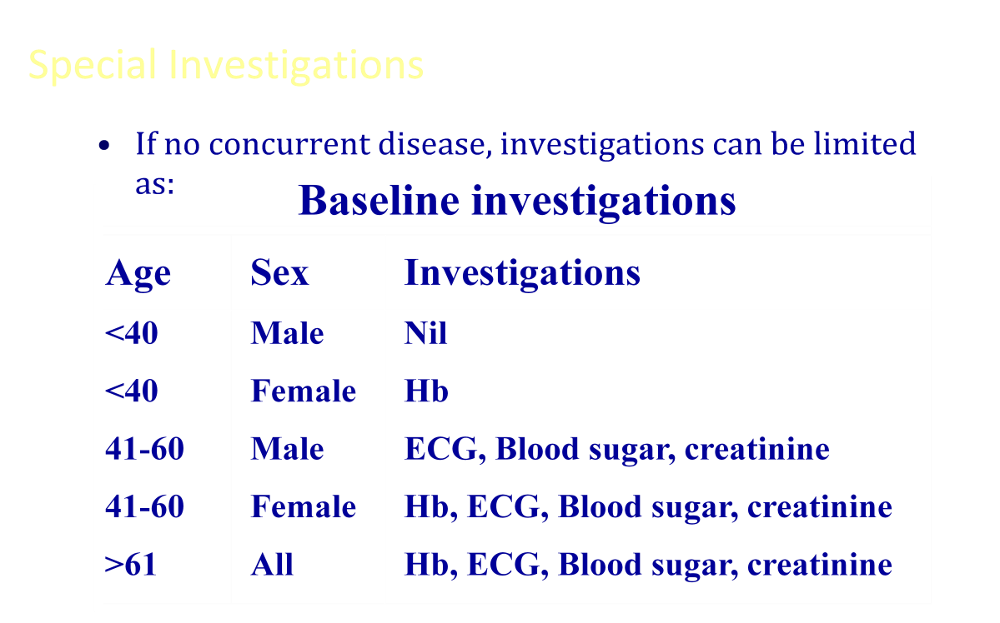 Special Investigations
• If no concurrent disease, investigations can be limited
as:
Baseline investigations
Age Sex Investigations
<40 Male Nil
<40 Female Hb
41-60 Male ECG, Blood sugar, creatinine
41-60 Female Hb, ECG, Blood sugar, creatinine
>61 All Hb, ECG, Blood sugar, creatinine